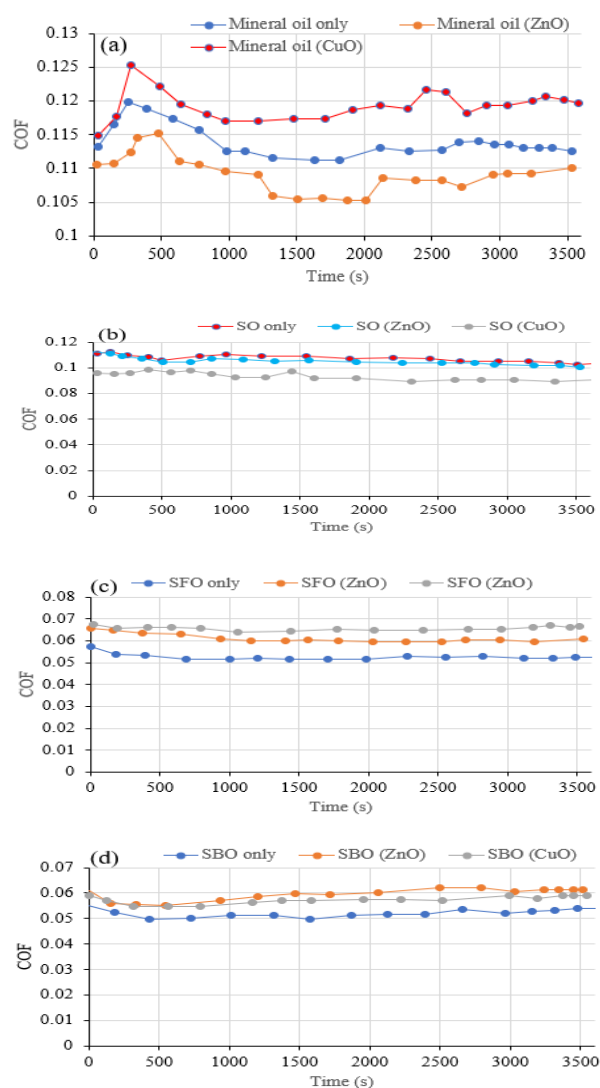 (a)
Mineral oil only Mineral oil (ZnO)
Mineral oil (CuO)
COF
0.13
0.125
0.12
0.115
0.11
0.105
0.1
0 500 1000 1500 2000 2500 3000 3500
Time (s)
(b)
SO only SO (ZnO) SO (CuO)
COF
0.12
0.1
0.08
0.06
0.04
0.02
0
0 500 1000 1500 2000 2500 3000 3500
Time (s)
(c)
SFO only SFO (ZnO) SFO (ZnO)
COF
0.08
0.07
0.06
0.05
0.04
0.03
0.02
0.01
0
0 500 1000 1500 2000 2500 3000 3500
Time (s)
(d)
SBO only SBO (ZnO) SBO (CuO)
COF
0.07
0.06
0.05
0.04
0.03
0.02
0.01
0
0 500 1000 1500 2000 2500 3000 3500
Time (s)